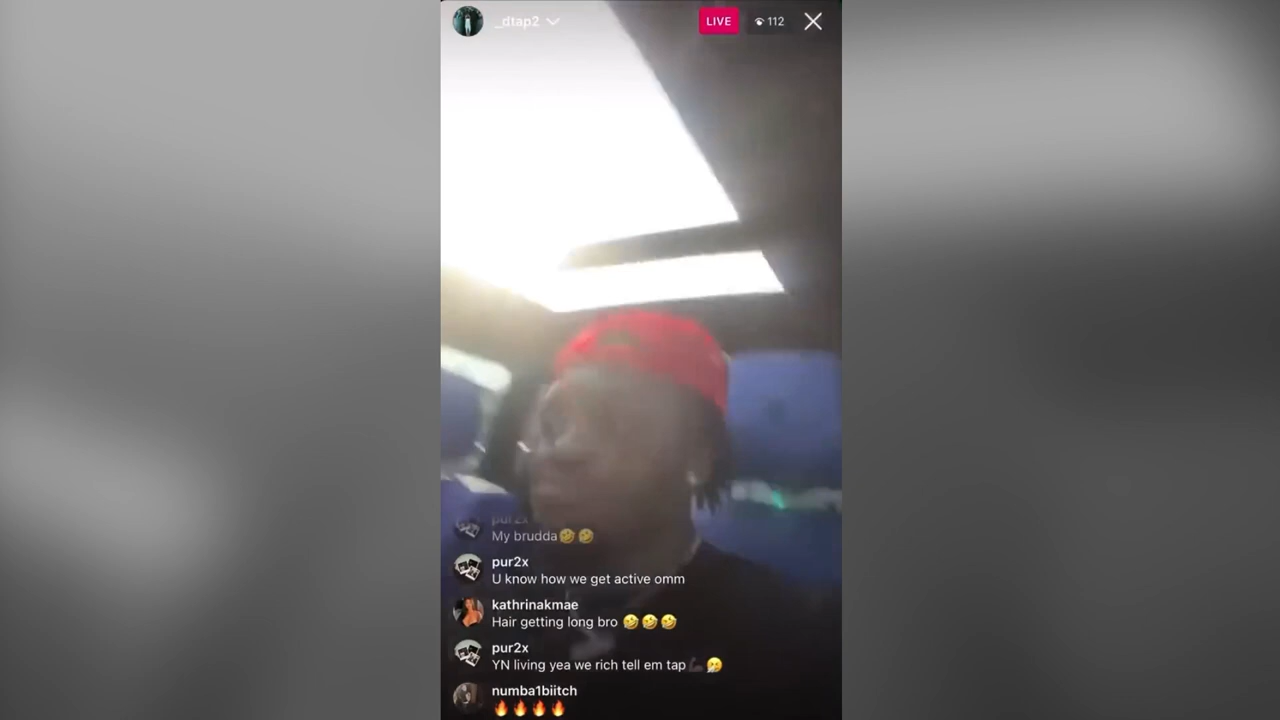 _dtap2
LIVE
112
pur2x
My brudda🤣🤣
pur2x
U know how we get active omm
kathrinakmae
Hair getting long bro 🤣🤣🤣
pur2x
YN living yea we rich tell em tap💪🏿😢
numba1biitch
🔥🔥🔥🔥